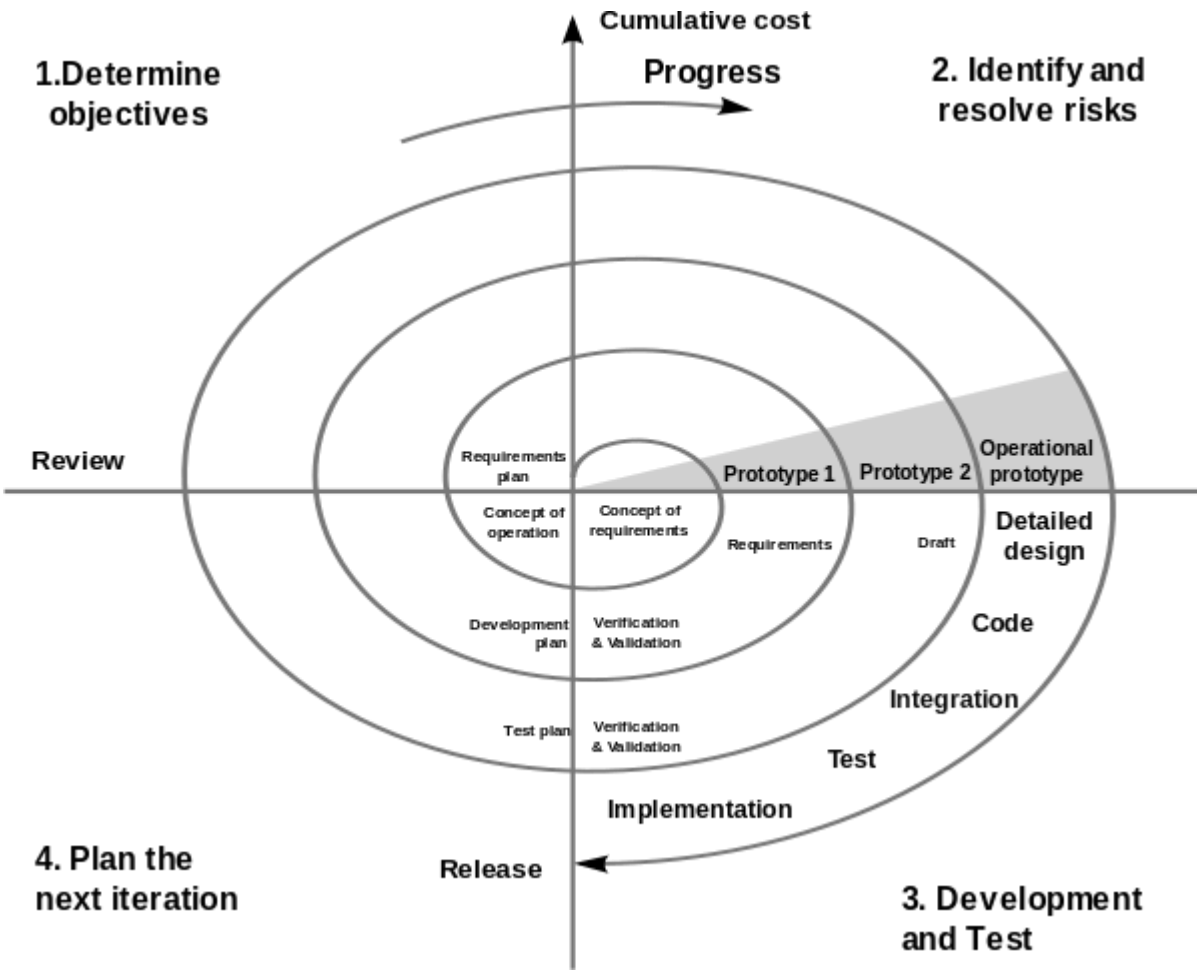 Cumulative cost
Progress
1.Determine
objectives
2. Identify and
resolve risks
Review
Requirements
plan
Prototype 1
Prototype 2
Operational
prototype
Concept of
operation
Concept of
requirements
Requirements
Draft
Detailed
design
Development
plan
Verification
& Validation
Code
Integration
Test plan
Verification
& Validation
Test
Implementation
Release
4. Plan the
next iteration
3. Development
and Test